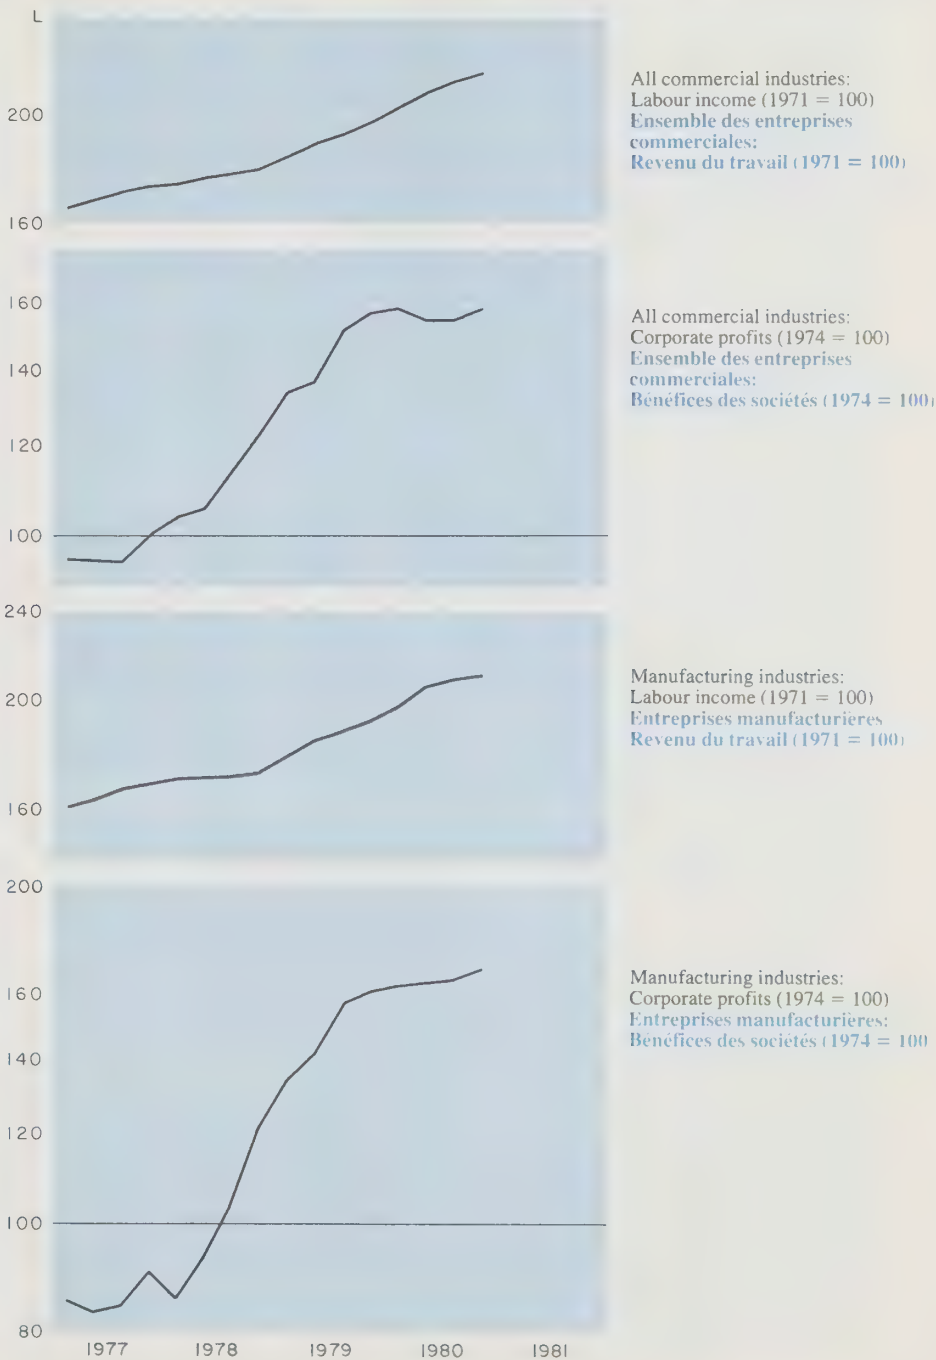 L
200
160
All commercial industries:
Labour income (1971 = 100)
Ensemble des entreprises
commerciales:
Revenu du travail (1971 = 100)
160
140
120
100
All commercial industries:
Corporate profits (1974 = 100)
Ensemble des entreprises
commerciales:
Bénéfices des sociétés (1974 = 100)
240
200
160
Manufacturing industries:
Labour income (1971 = 100)
Entreprises manufacturières
Revenu du travail (1971 = 100)
200
160
140
120
100
80
Manufacturing industries:
Corporate profits (1974 = 100)
Entreprises manufacturières:
Bénéfices des sociétés (1974 = 100
1977 1978 1979 1980 1981